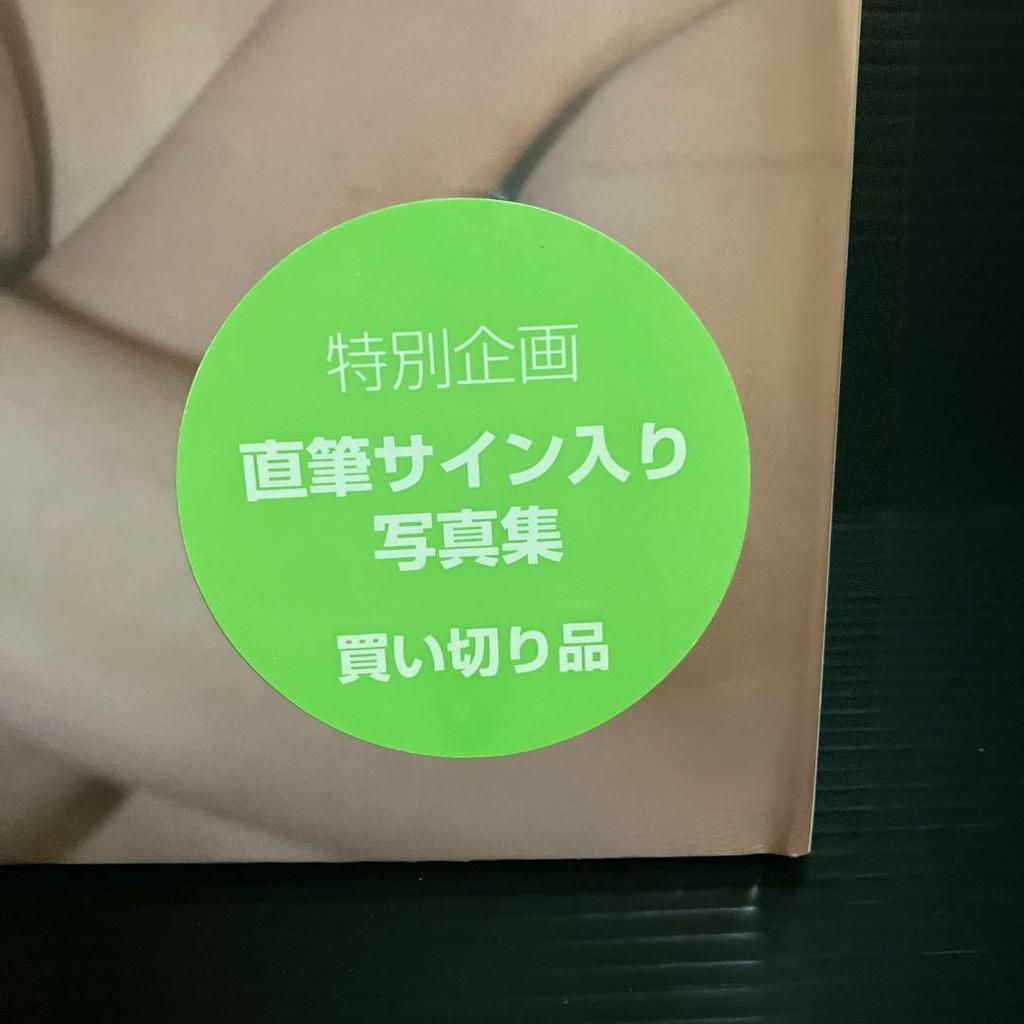 特別企画
直筆サイン入り
写真集
買い切り品